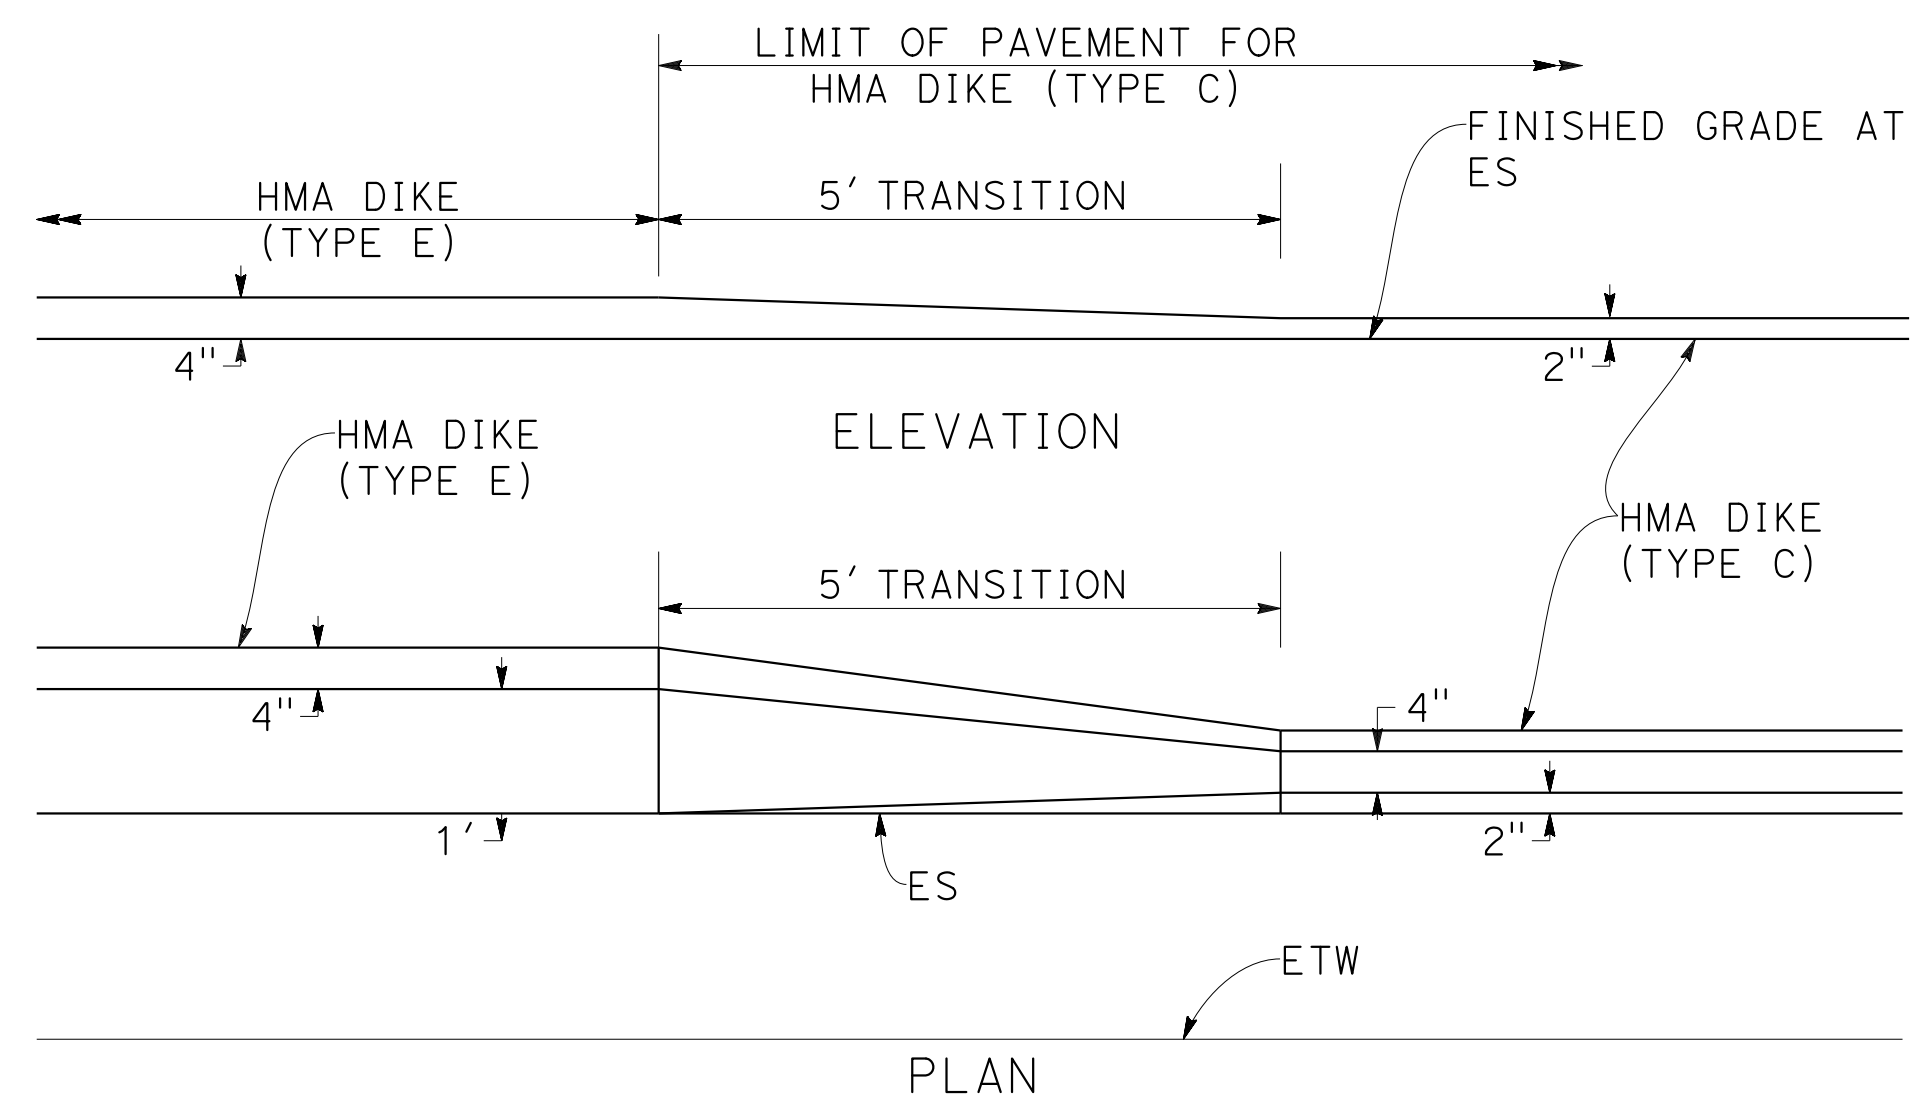 LIMIT OF PAVEMENT FOR
HMA DIKE (TYPE C)
FINISHED GRADE AT
ES
HMA DIKE
(TYPE E)
5' TRANSITION
4"
2"
ELEVATION
HMA DIKE
(TYPE E)
HMA DIKE
(TYPE C)
5' TRANSITION
4"
4"
1'
2"
ES
ETW
PLAN